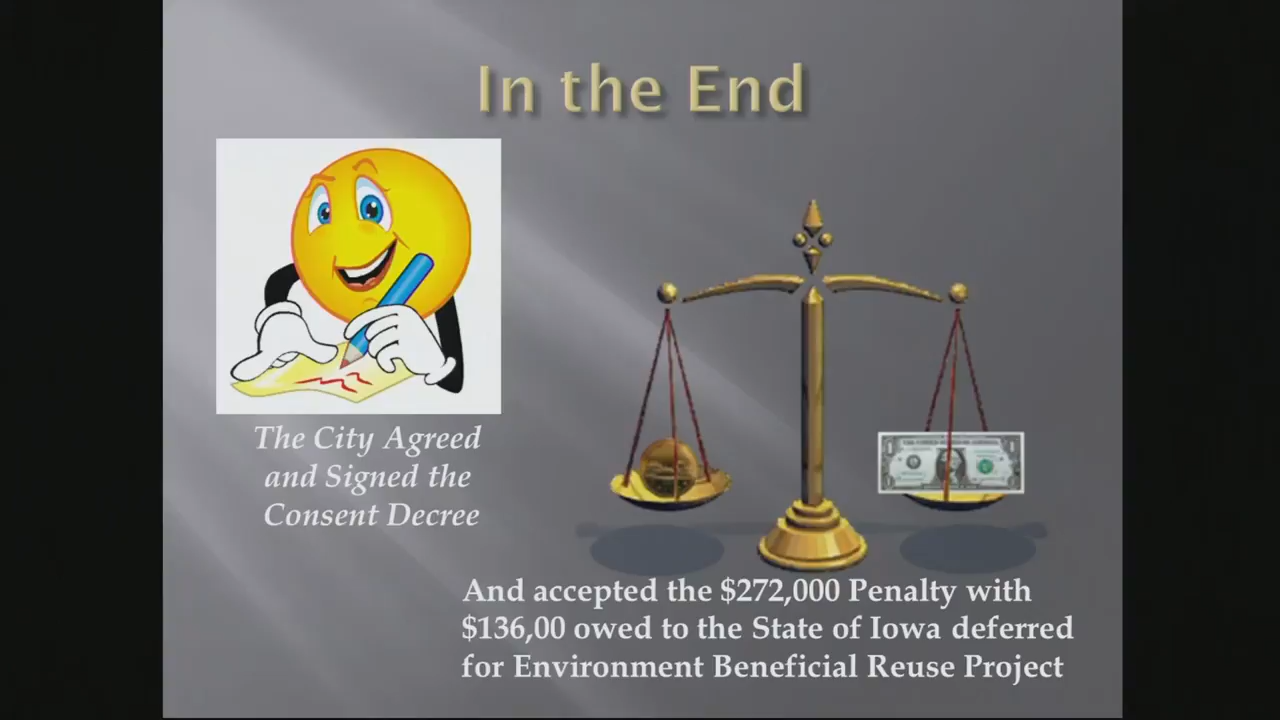 In the End
The City Agreed
and Signed the
Consent Decree
And accepted the $272,000 Penalty with
$136,00 owed to the State of Iowa deferred
for Environment Beneficial Reuse Project